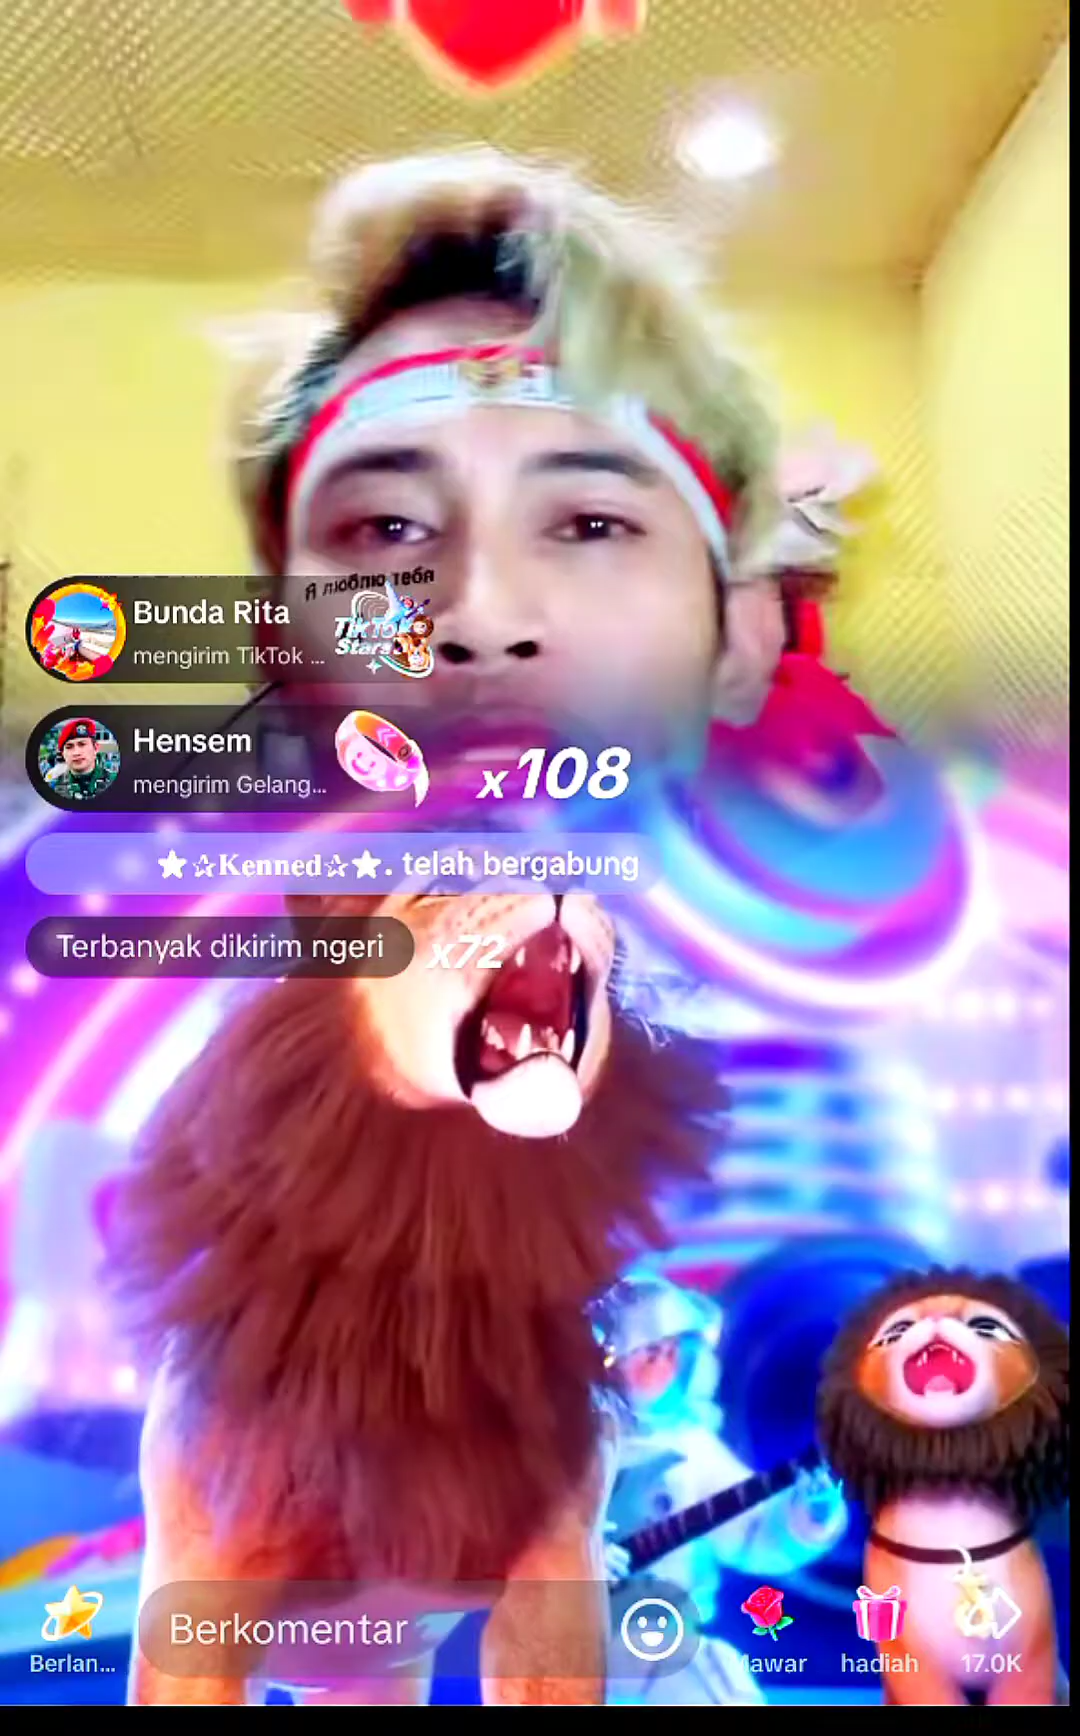 Я люблю тебя
Bunda Rita
mengirim TikTok ...
TikTok
Stars
Hensem
mengirim Gelang...
x108
★✰Kenned✰★. telah bergabung
Terbanyak dikirim ngeri
x72
Berkomentar
Berlan...
Mawar
hadiah
17.0K